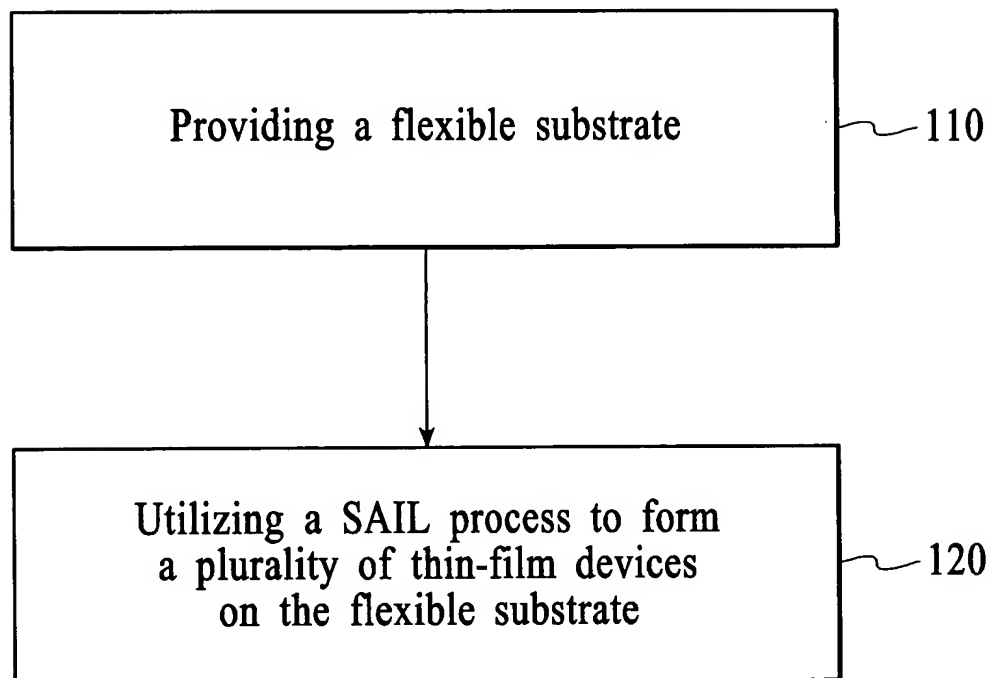 Providing a flexible substrate
110
Utilizing a SAIL process to form
a plurality of thin-film devices
on the flexible substrate
120